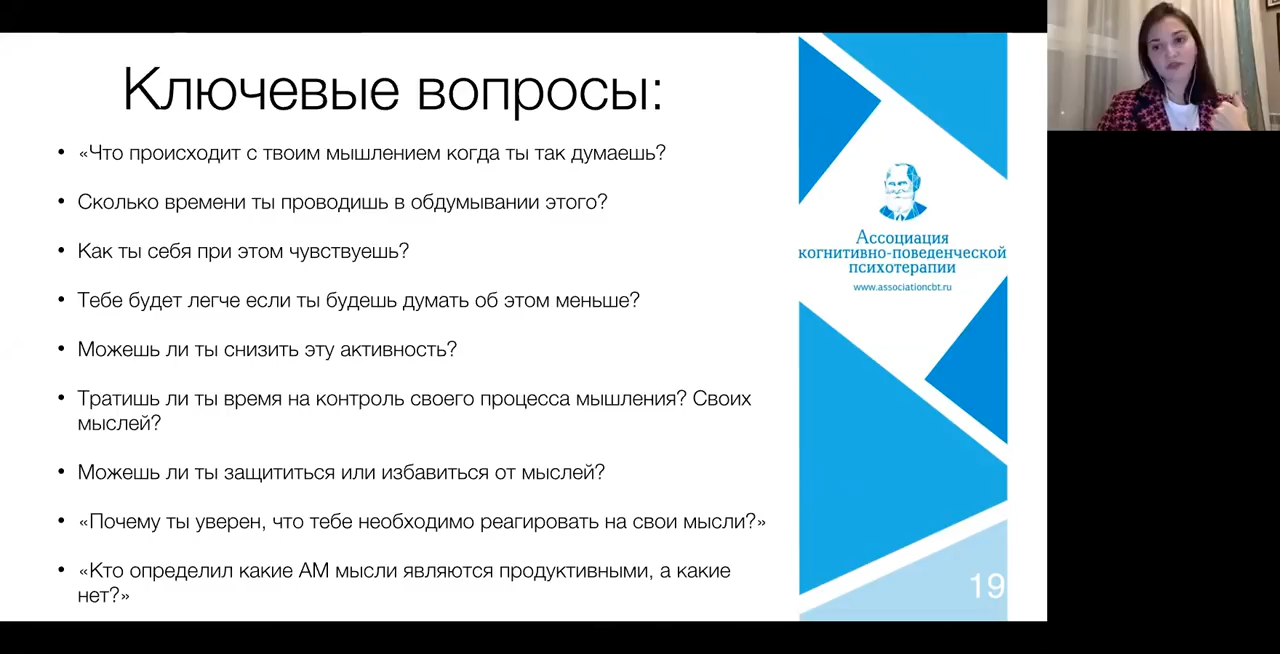 Ключевые вопросы:
• «Что происходит с твоим мышлением когда ты так думаешь?
• Сколько времени ты проводишь в обдумывании этого?
• Как ты себя при этом чувствуешь?
• Тебе будет легче если ты будешь думать об этом меньше?
• Можешь ли ты снизить эту активность?
• Тратишь ли ты время на контроль своего процесса мышления? Своих
мыслей?
• Можешь ли ты защититься или избавиться от мыслей?
• «Почему ты уверен, что тебе необходимо реагировать на свои мысли?»
• «Кто определил какие АМ мысли являются продуктивными, а какие
нет?»
Ассоциация
когнитивно-поведенческой
психотерапии
www.associationcbt.ru
19